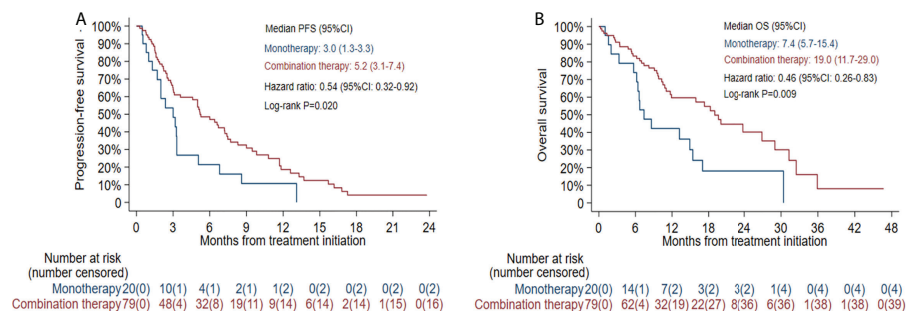 A
Progression-free survival
100%
90%
80%
70%
60%
50%
40%
30%
20%
10%
0
Median PFS (95%CI)
Monotherapy: 3.0 (1.3-3.3)
Combination therapy: 5.2 (3.1-7.4)
Hazard ratio: 0.54 (95%CI: 0.32-0.92)
Log-rank P=0.020
0 3 6 9 12 15 18 21 24
Months from treatment initiation
Number at risk
(number censored)
Monotherapy 20(0) 10(1) 4(1) 2(1) 1(2) 0(2) 0(2) 0(2) 0(2)
Combination therapy 79(0) 48(4) 32(8) 19(11) 9(14) 6(14) 2(14) 1(15) 0(16)
B
Overall survival
100%
90%
80%
70%
60%
50%
40%
30%
20%
10%
0
Median OS (95%CI)
Monotherapy: 7.4 (5.7-15.4)
Combination therapy: 19.0 (11.7-29.0)
Hazard ratio: 0.46 (95%CI: 0.26-0.83)
Log-rank P=0.009
0 6 12 18 24 30 36 42 48
Months from treatment initiation
Number at risk
(number censored)
Monotherapy 20(0) 14(1) 7(2) 3(2) 3(2) 1(4) 0(4) 0(4) 0(4)
Combination therapy 79(0) 62(4) 32(19) 22(27) 8(36) 6(36) 1(38) 1(38) 0(39)